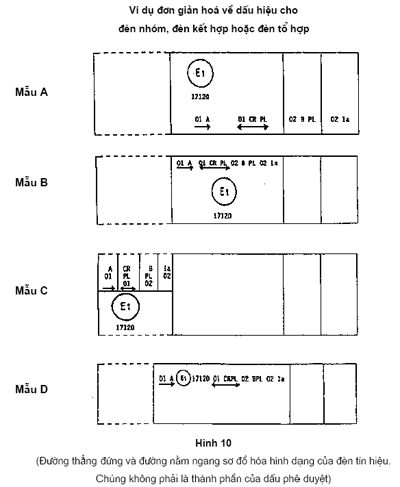 Ví dụ đơn giản hoá về dấu hiệu cho
đèn nhóm, đèn kết hợp hoặc đèn tổ hợp
Mẫu A
E1
17120
01 A 01 CR PL 02 B PL 02 1a
Mẫu B
01 A 01 CR PL 02 B PL 02 1a
E1
17120
Mẫu C
A CR B 1a
01 PL PL 02
01 02
E1
17120
Mẫu D
01 A E1 17120 01 CRPL 02 BPL 02 1a
Hình 10
(Đường thẳng đứng và đường nằm ngang sơ đồ hóa hình dạng của đèn tín hiệu.
Chúng không phải là thành phần của dấu phê duyệt)